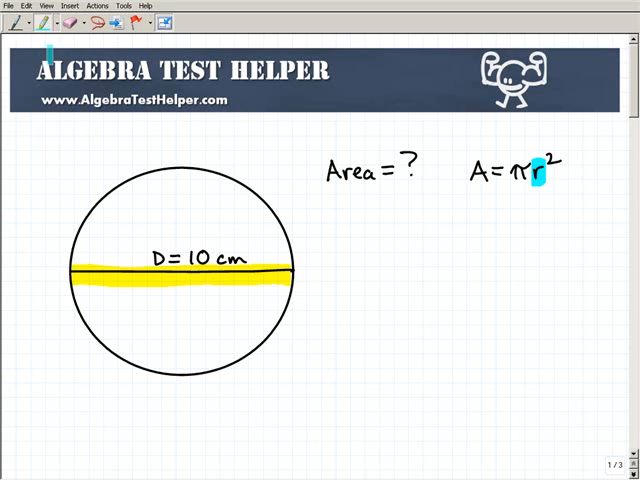 File Edit View Insert Actions Tools Help
ALGEBRA TEST HELPER
www.AlgebraTestHelper.com
Area = ? A = πr²
D = 10 cm
1 / 3